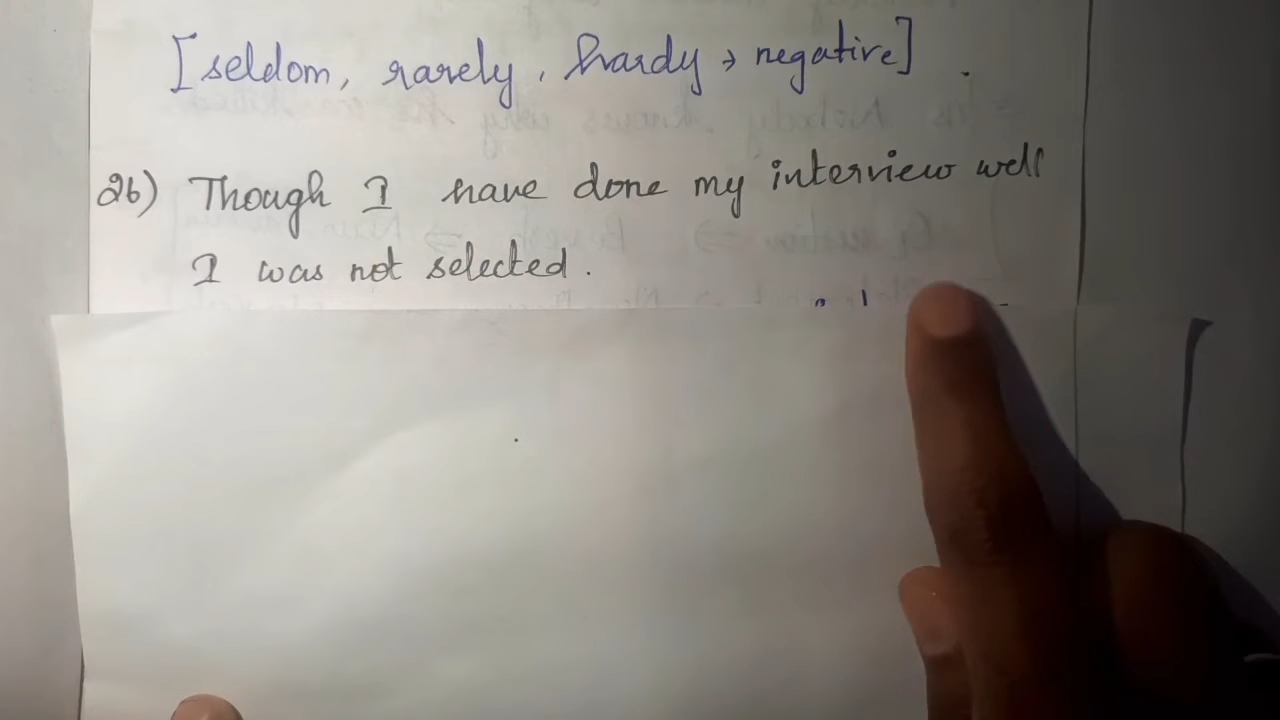 [seldom, rarely, hardy → negative]
26) Though I have done my interview well
I was not selected.